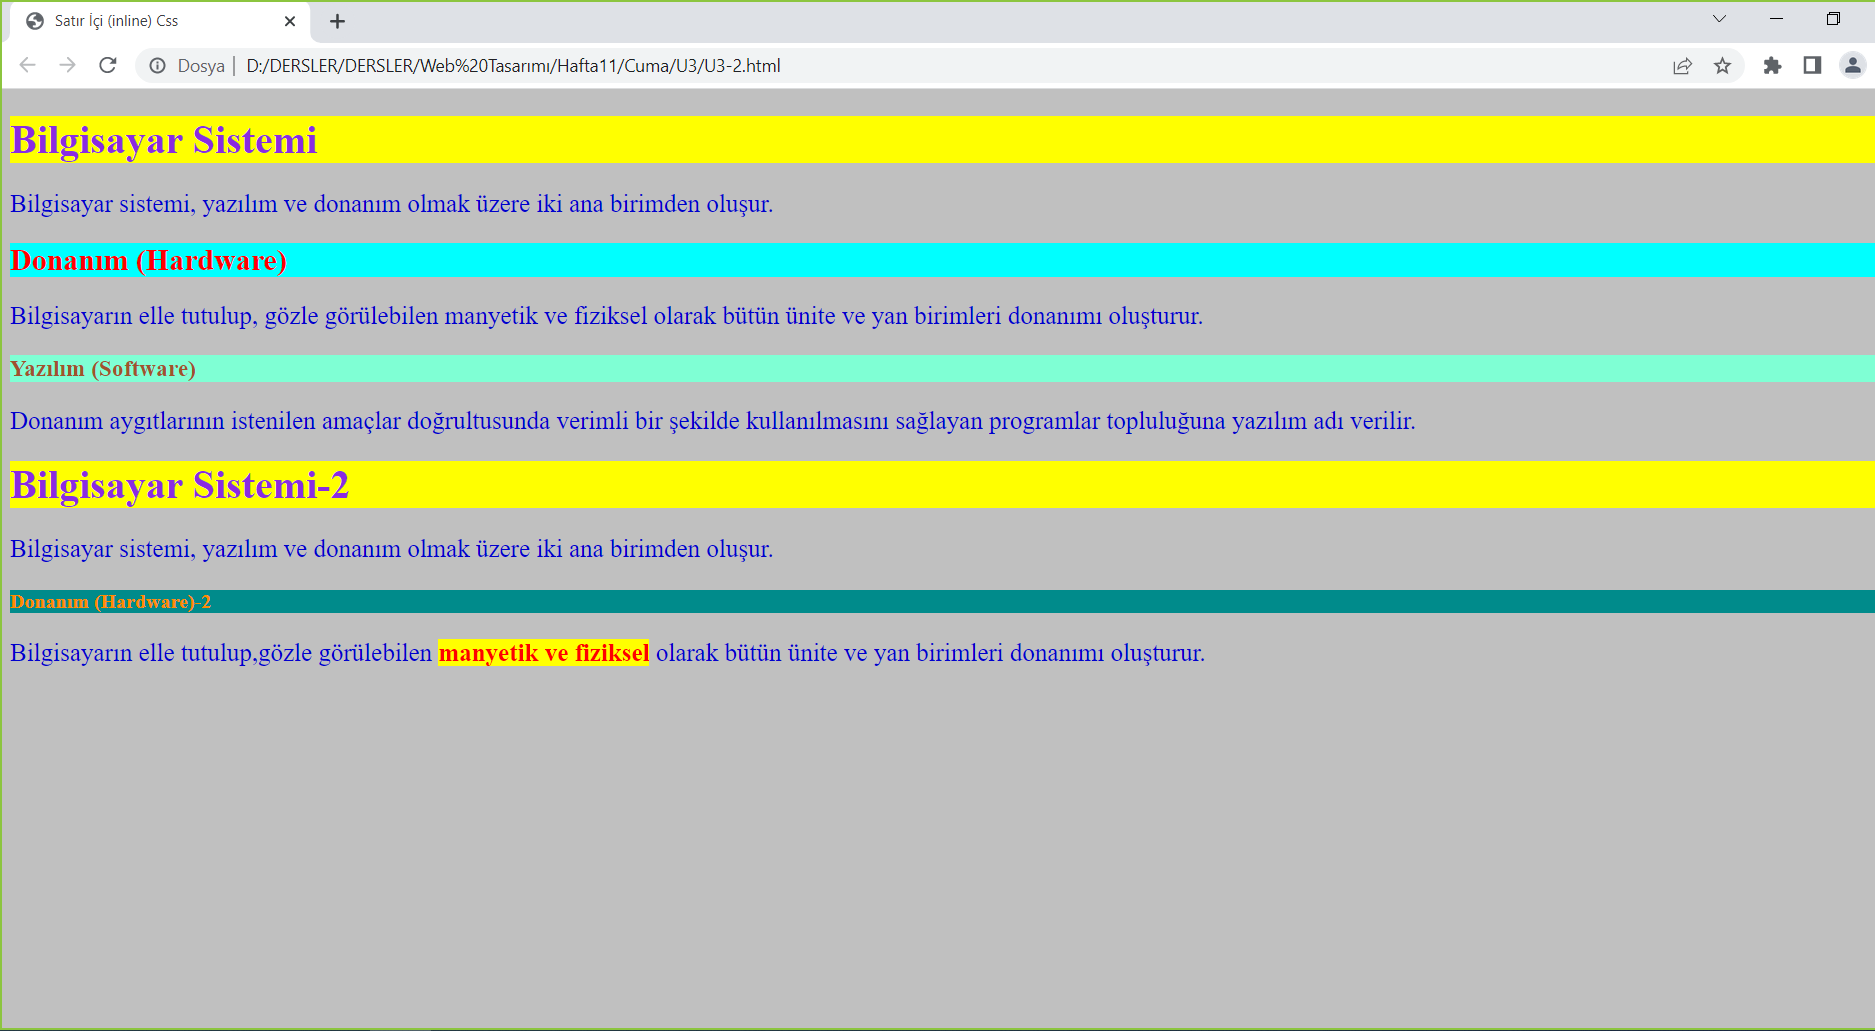 Satır İçi (inline) Css
Dosya | D:/DERSLER/DERSLER/Web%20Tasarımı/Hafta11/Cuma/U3/U3-2.html
Bilgisayar Sistemi
Bilgisayar sistemi, yazılım ve donanım olmak üzere iki ana birimden oluşur.
Donanım (Hardware)
Bilgisayarın elle tutulup, gözle görülebilen manyetik ve fiziksel olarak bütün ünite ve yan birimleri donanımı oluşturur.
Yazılım (Software)
Donanım aygıtlarının istenilen amaçlar doğrultusunda verimli bir şekilde kullanılmasını sağlayan programlar topluluğuna yazılım adı verilir.
Bilgisayar Sistemi-2
Bilgisayar sistemi, yazılım ve donanım olmak üzere iki ana birimden oluşur.
Donanım (Hardware)-2
Bilgisayarın elle tutulup,gözle görülebilen manyetik ve fiziksel olarak bütün ünite ve yan birimleri donanımı oluşturur.